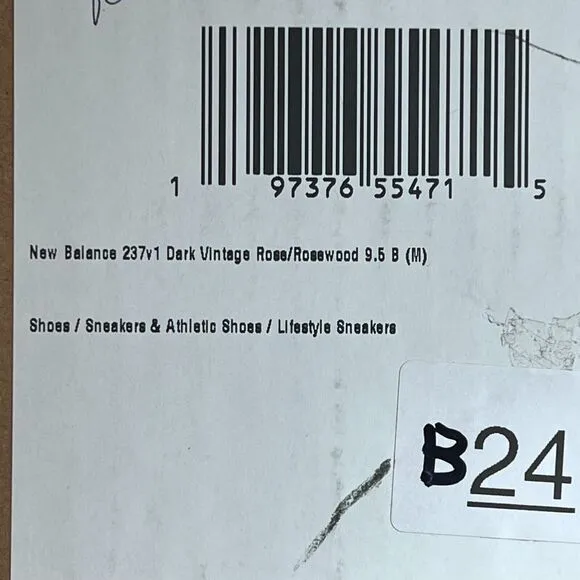 1 97376 55471 5
New Balance 237v1 Dark Vintage Rose/Rosewood 9.5 B (M)
Shoes / Sneakers & Athletic Shoes / Lifestyle Sneakers
B24